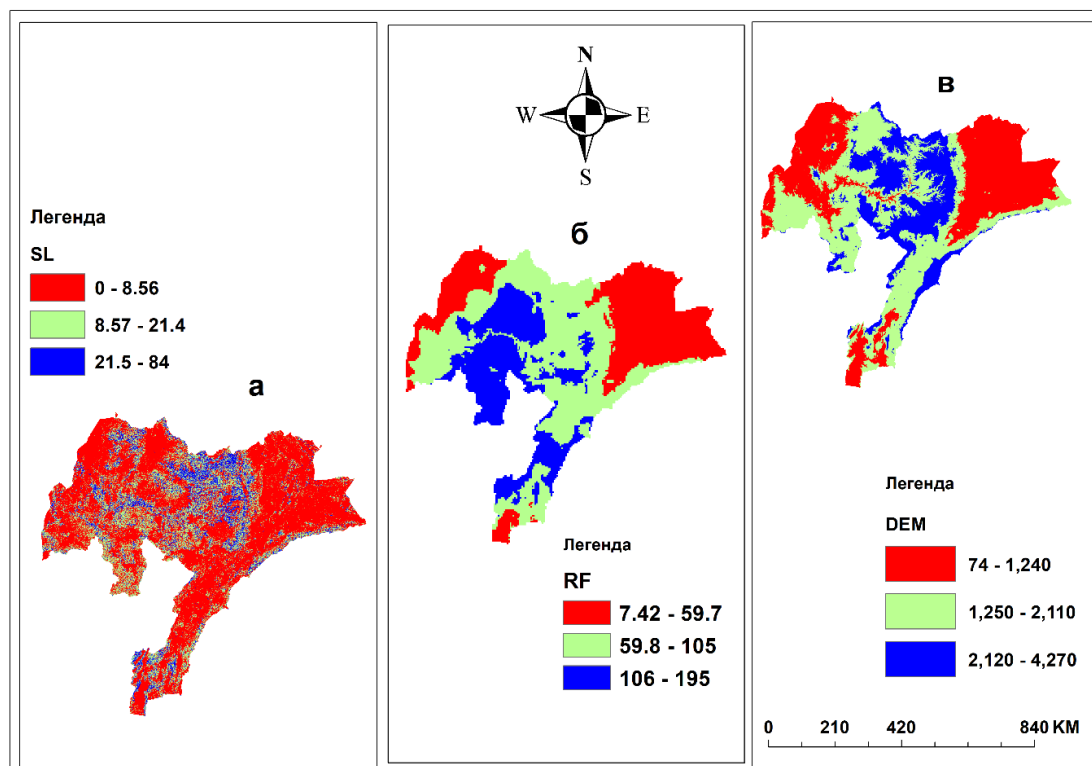 Легенда
SL
0 - 8.56
8.57 - 21.4
21.5 - 84
а
N
W E
S
б
Легенда
RF
7.42 - 59.7
59.8 - 105
106 - 195
в
Легенда
DEM
74 - 1,240
1,250 - 2,110
2,120 - 4,270
0 210 420 840 KM